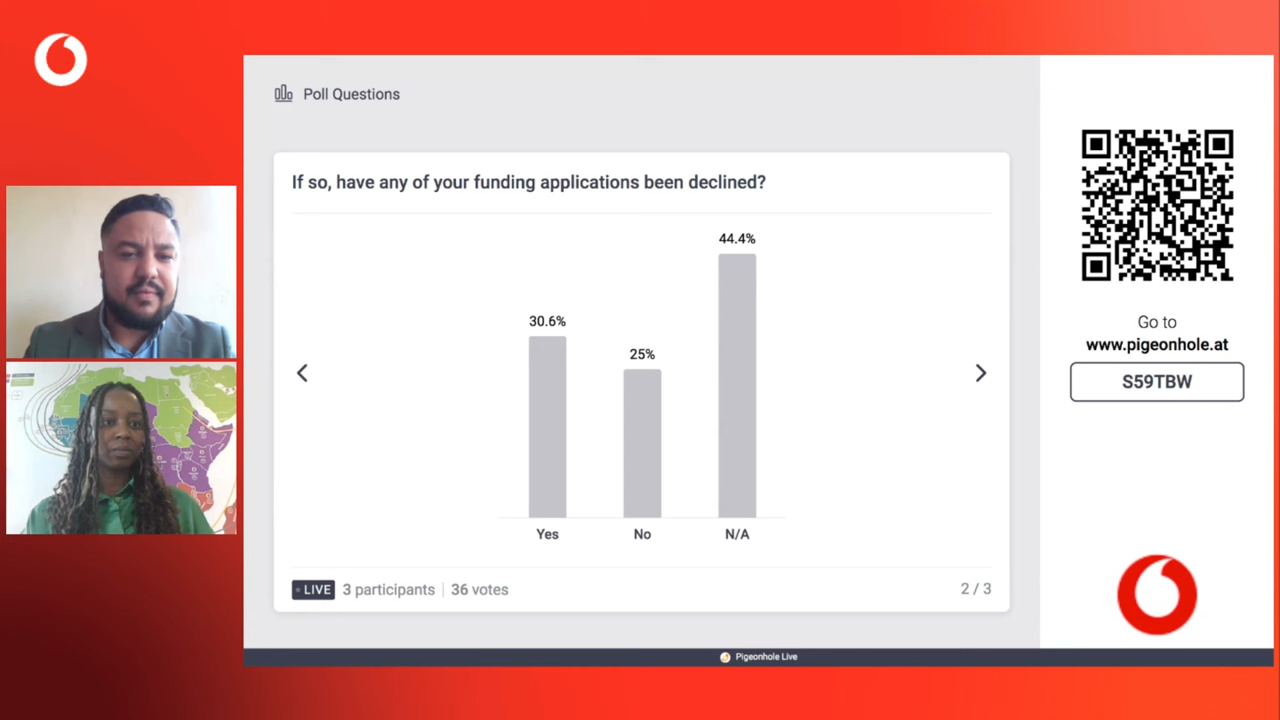 Poll Questions
If so, have any of your funding applications been declined?
44.4%
30.6%
25%
Yes
No
N/A
LIVE
3 participants
36 votes
2 / 3
Go to
www.pigeonhole.at
S59TBW
Pigeonhole Live